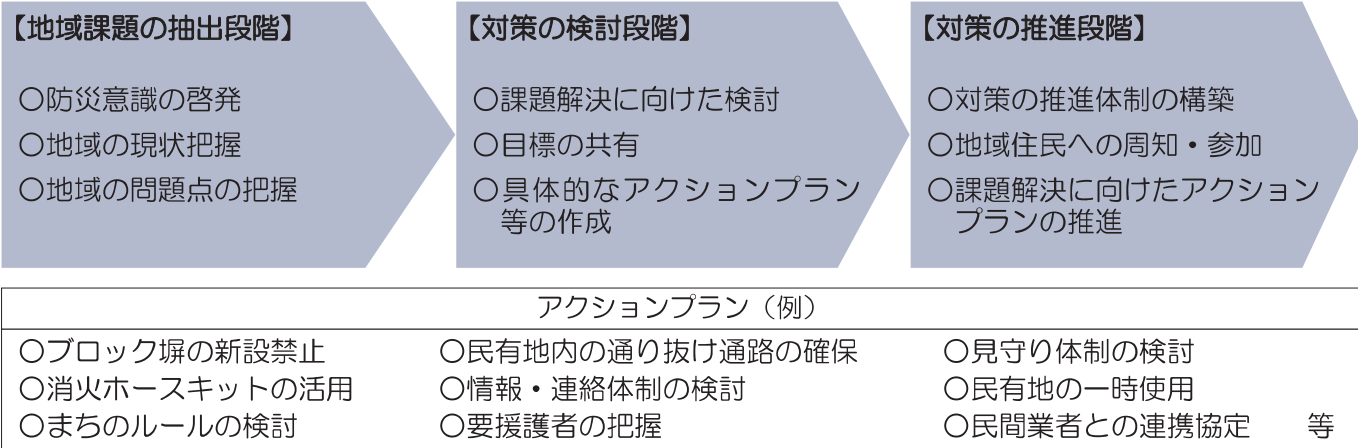 【地域課題の抽出段階】
○防災意識の啓発
○地域の現状把握
○地域の問題点の把握
【対策の検討段階】
○課題解決に向けた検討
○目標の共有
○具体的なアクションプラン
等の作成
【対策の推進段階】
○対策の推進体制の構築
○地域住民への周知・参加
○課題解決に向けたアクション
プランの推進
アクションプラン（例）
○ブロック塀の新設禁止
○消火ホースキットの活用
○まちのルールの検討
○民有地内の通り抜け通路の確保
○情報・連絡体制の検討
○要援護者の把握
○見守り体制の検討
○民有地の一時使用
○民間業者との連携協定 等